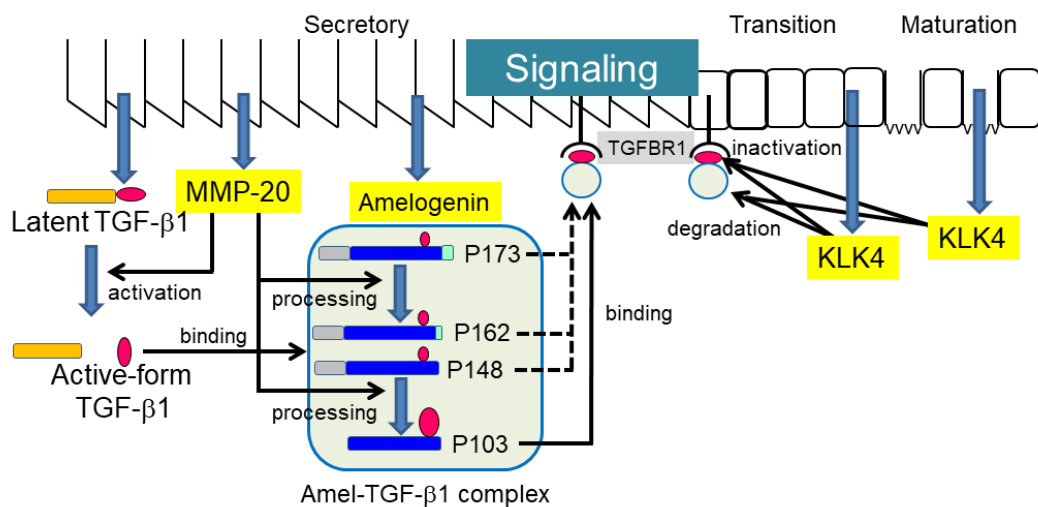 Secretory
Transition
Maturation
Signaling
TGFBR1
inactivation
MMP-20
Latent TGF-β1
Amelogenin
degradation
KLK4
KLK4
P173
activation
processing
binding
P162
binding
P148
Active-form
TGF-β1
processing
P103
Amel-TGF-β1 complex